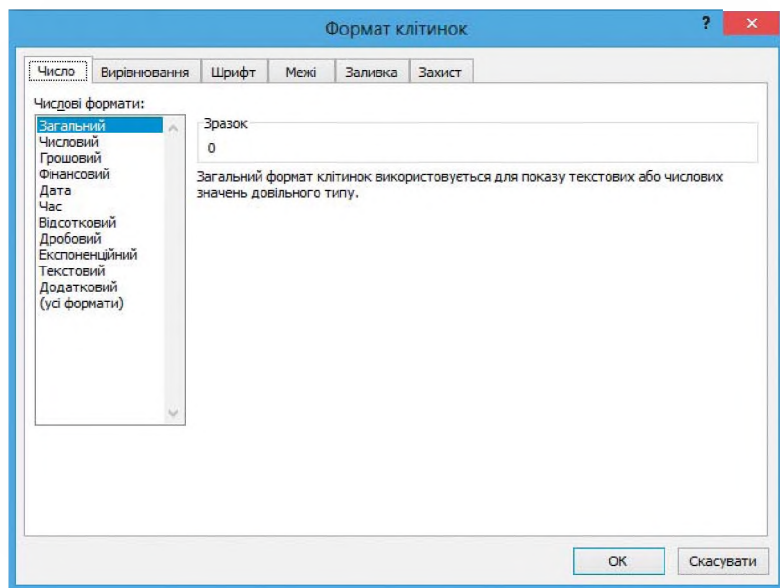 Формат клітинок
?
Число Вирівнювання Шрифт Межі Заливка Захист
Числові формати:
Загальний
Числовий
Грошовий
Фінансовий
Дата
Час
Відсотковий
Дробовий
Експоненційний
Текстовий
Додатковий
(усі формати)
Зразок
0
Загальний формат клітинок використовується для показу текстових або числових
значень довільного типу.
ОК Скасувати